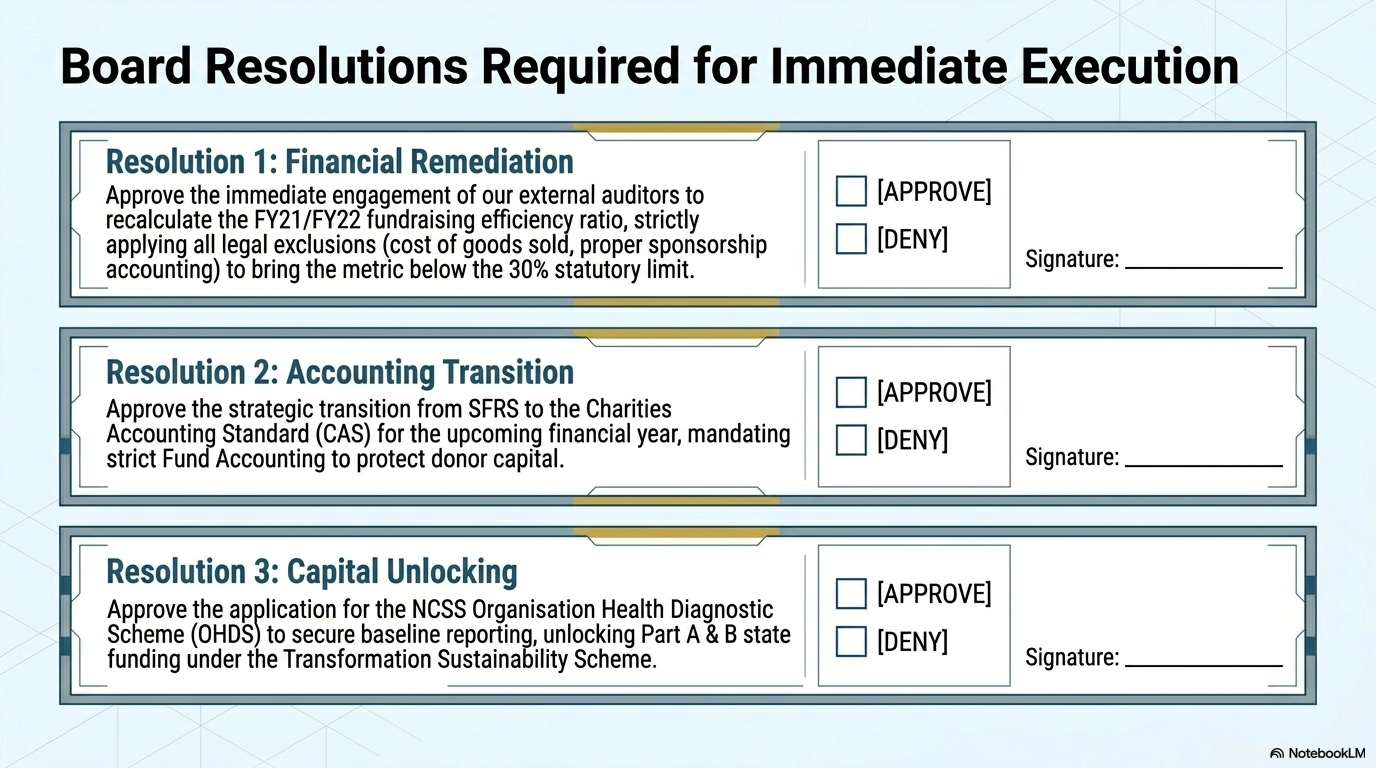 Board Resolutions Required for Immediate Execution
Resolution 1: Financial Remediation
Approve the immediate engagement of our external auditors to
recalculate the FY21/FY22 fundraising efficiency ratio, strictly
applying all legal exclusions (cost of goods sold, proper sponsorship
accounting) to bring the metric below the 30% statutory limit.
[APPROVE]
[DENY]
Signature:
Resolution 2: Accounting Transition
Approve the strategic transition from SFRS to the Charities
Accounting Standard (CAS) for the upcoming financial year, mandating
strict Fund Accounting to protect donor capital.
[APPROVE]
[DENY]
Signature:
Resolution 3: Capital Unlocking
Approve the application for the NCSS Organisation Health Diagnostic
Scheme (OHDS) to secure baseline reporting, unlocking Part A & B state
funding under the Transformation Sustainability Scheme.
[APPROVE]
[DENY]
Signature:
NotebookLM